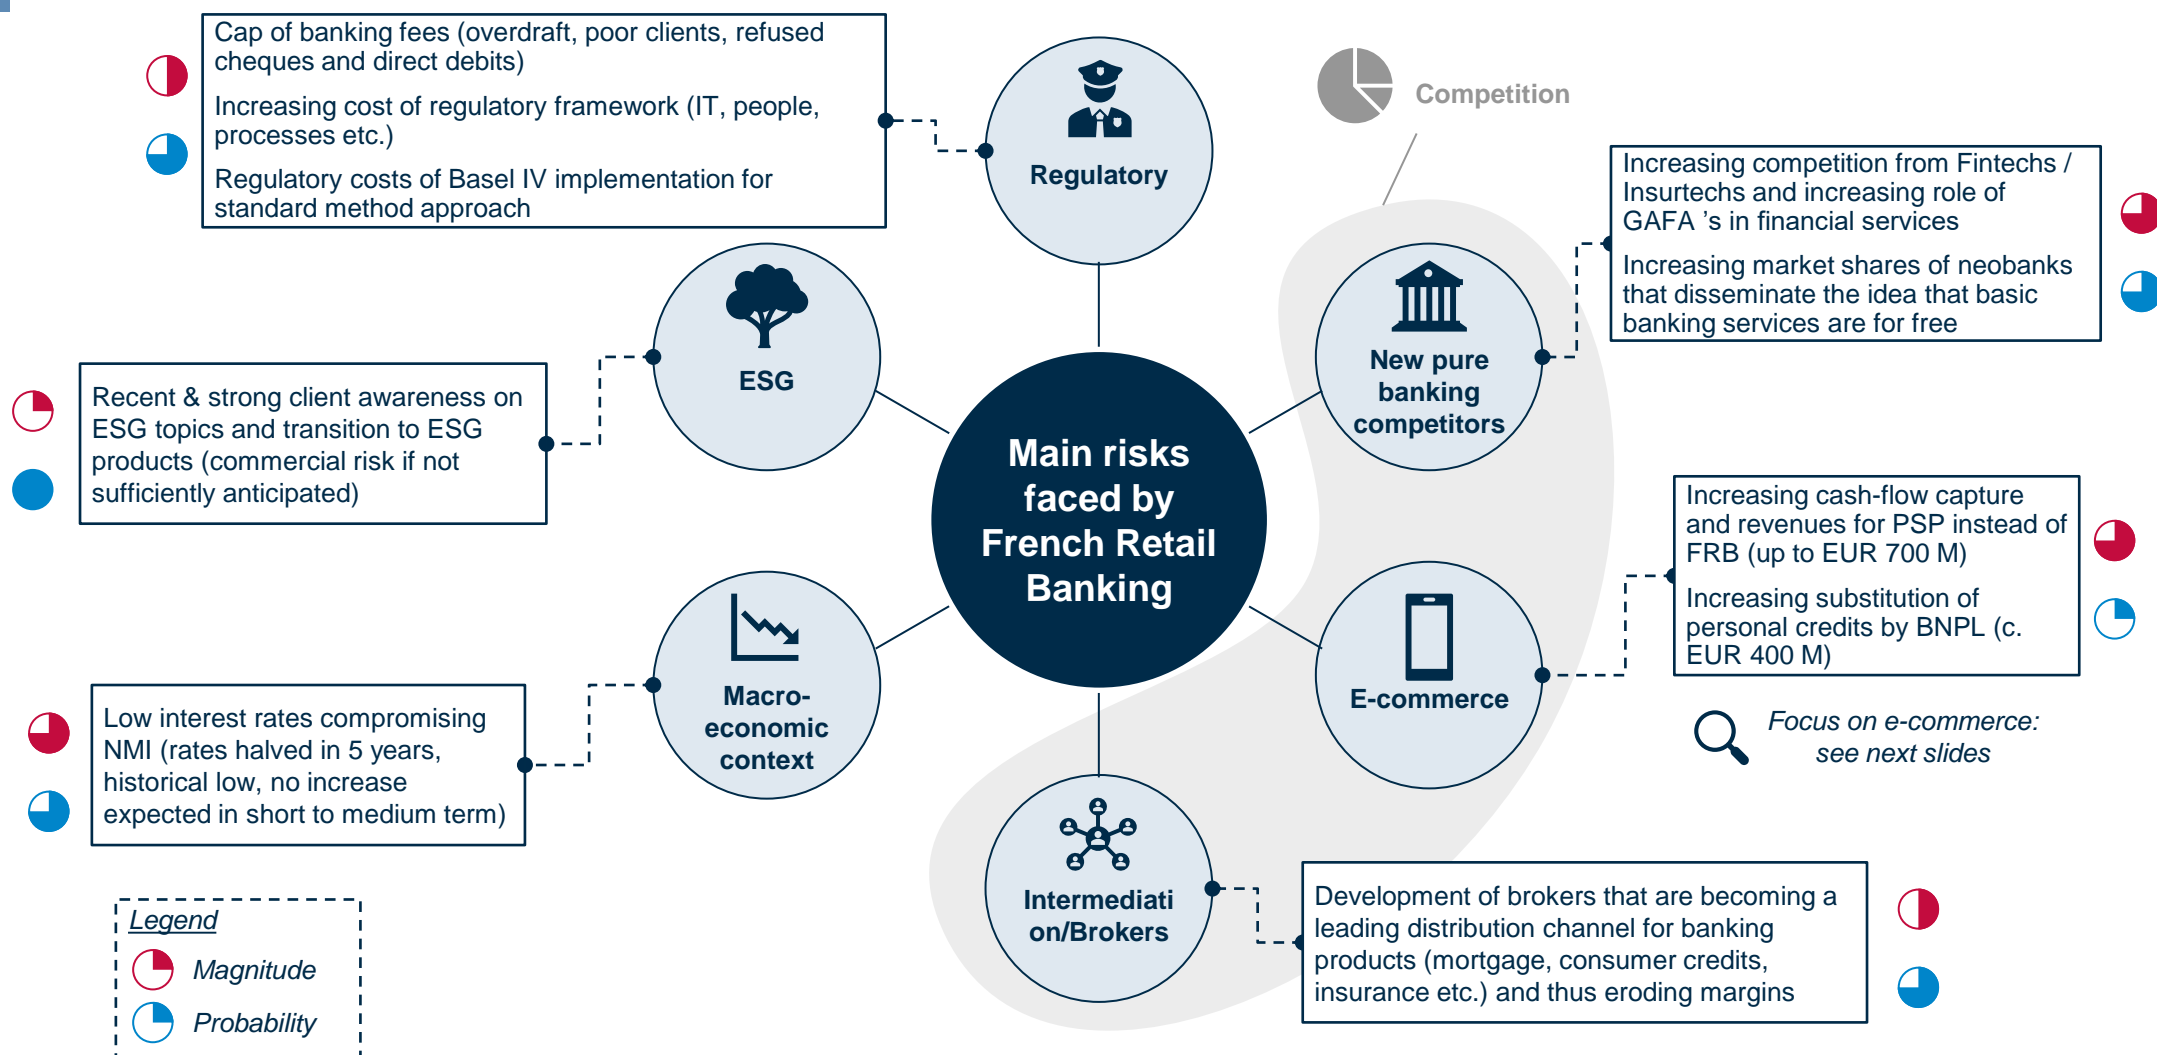 Cap of banking fees (overdraft, poor clients, refused
cheques and direct debits)
Increasing cost of regulatory framework (IT, people,
processes etc.)
Regulatory costs of Basel IV implementation for
standard method approach
Regulatory
Competition
Increasing competition from Fintechs /
Insurtechs and increasing role of
GAFA 's in financial services
Increasing market shares of neobanks
that disseminate the idea that basic
banking services are for free
ESG
New pure
banking
competitors
Recent & strong client awareness on
ESG topics and transition to ESG
products (commercial risk if not
sufficiently anticipated)
Main risks
faced by
French Retail
Banking
Increasing cash-flow capture
and revenues for PSP instead of
FRB (up to EUR 700 M)
Increasing substitution of
personal credits by BNPL (c.
EUR 400 M)
Macro-
economic
context
E-commerce
Low interest rates compromising
NMI (rates halved in 5 years,
historical low, no increase
expected in short to medium term)
Focus on e-commerce:
see next slides
Intermediati
on/Brokers
Development of brokers that are becoming a
leading distribution channel for banking
products (mortgage, consumer credits,
insurance etc.) and thus eroding margins
Legend
Magnitude
Probability